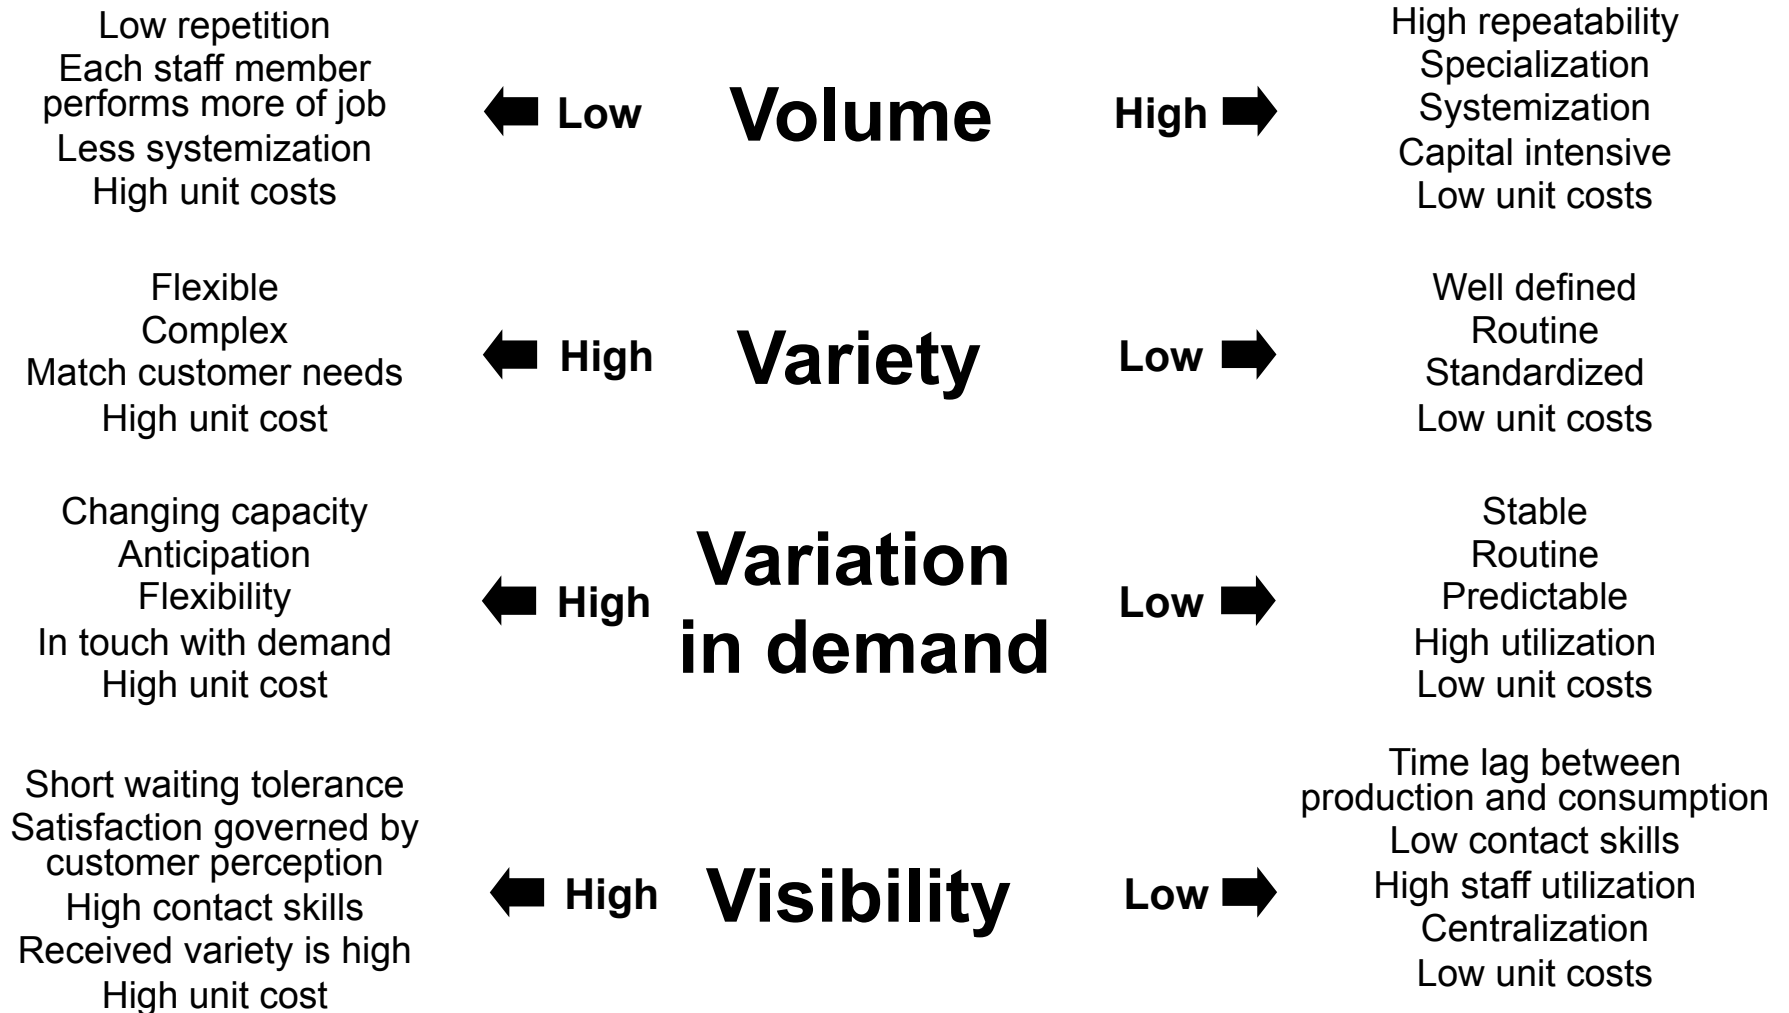 Low repetition
Each staff member
performs more of job
Less systemization
High unit costs
Low
Volume
High
High repeatability
Specialization
Systemization
Capital intensive
Low unit costs
Flexible
Complex
Match customer needs
High unit cost
High
Variety
Low
Well defined
Routine
Standardized
Low unit costs
Changing capacity
Anticipation
Flexibility
In touch with demand
High unit cost
High
Variation
in demand
Low
Stable
Routine
Predictable
High utilization
Low unit costs
Short waiting tolerance
Satisfaction governed by
customer perception
High contact skills
Received variety is high
High unit cost
High
Visibility
Low
Time lag between
production and consumption
Low contact skills
High staff utilization
Centralization
Low unit costs